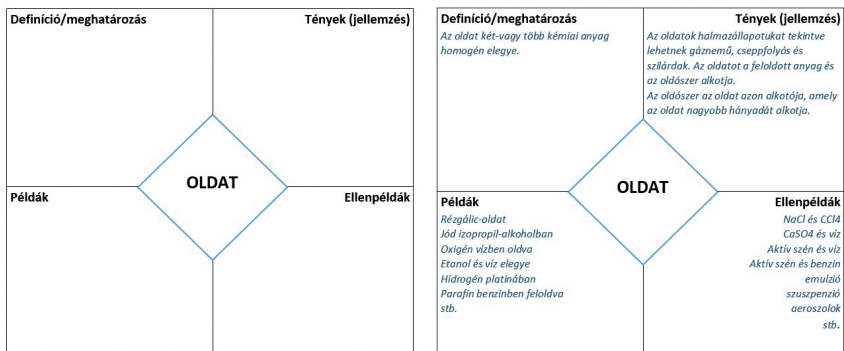 Definíció/meghatározás
Tények (jellemzés)
OLDAT
Példák
Ellenpéldák
Definíció/meghatározás
Az oldat két-vagy több kémiai anyag
homogén elegye.
Tények (jellemzés)
Az oldatok halmazállapotukat tekintve
lehetnek gáznemű, cseppfolyós és
szilárdak. Az oldatot a feloldott anyag és
az oldószer alkotja.
Az oldószer az oldat azon alkotója, amely
az oldat nagyobb hányadát alkotja.
OLDAT
Példák
Rézgálic-oldat
Jód izopropil-alkoholban
Oxigén vízben oldva
Etanol és víz elegye
Hidrogén platinában
Parafin benzinben feloldva
stb.
Ellenpéldák
NaCl és CCl4
CaSO4 és víz
Aktív szén és víz
Aktív szén és benzin
emulzió
szuszpenzió
aeroszolok
stb.